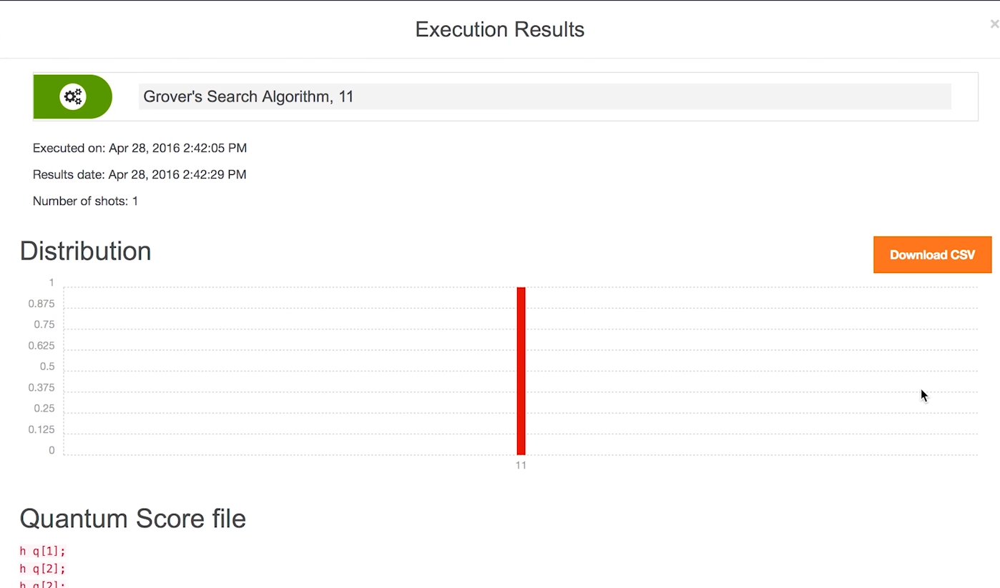 Execution Results
×
Grover's Search Algorithm, 11
Executed on: Apr 28, 2016 2:42:05 PM
Results date: Apr 28, 2016 2:42:29 PM
Number of shots: 1
Distribution
Download CSV
1
0.875
0.75
0.625
0.5
0.375
0.25
0.125
0
11
Quantum Score file
h q[1];
h q[2];
h q[2];